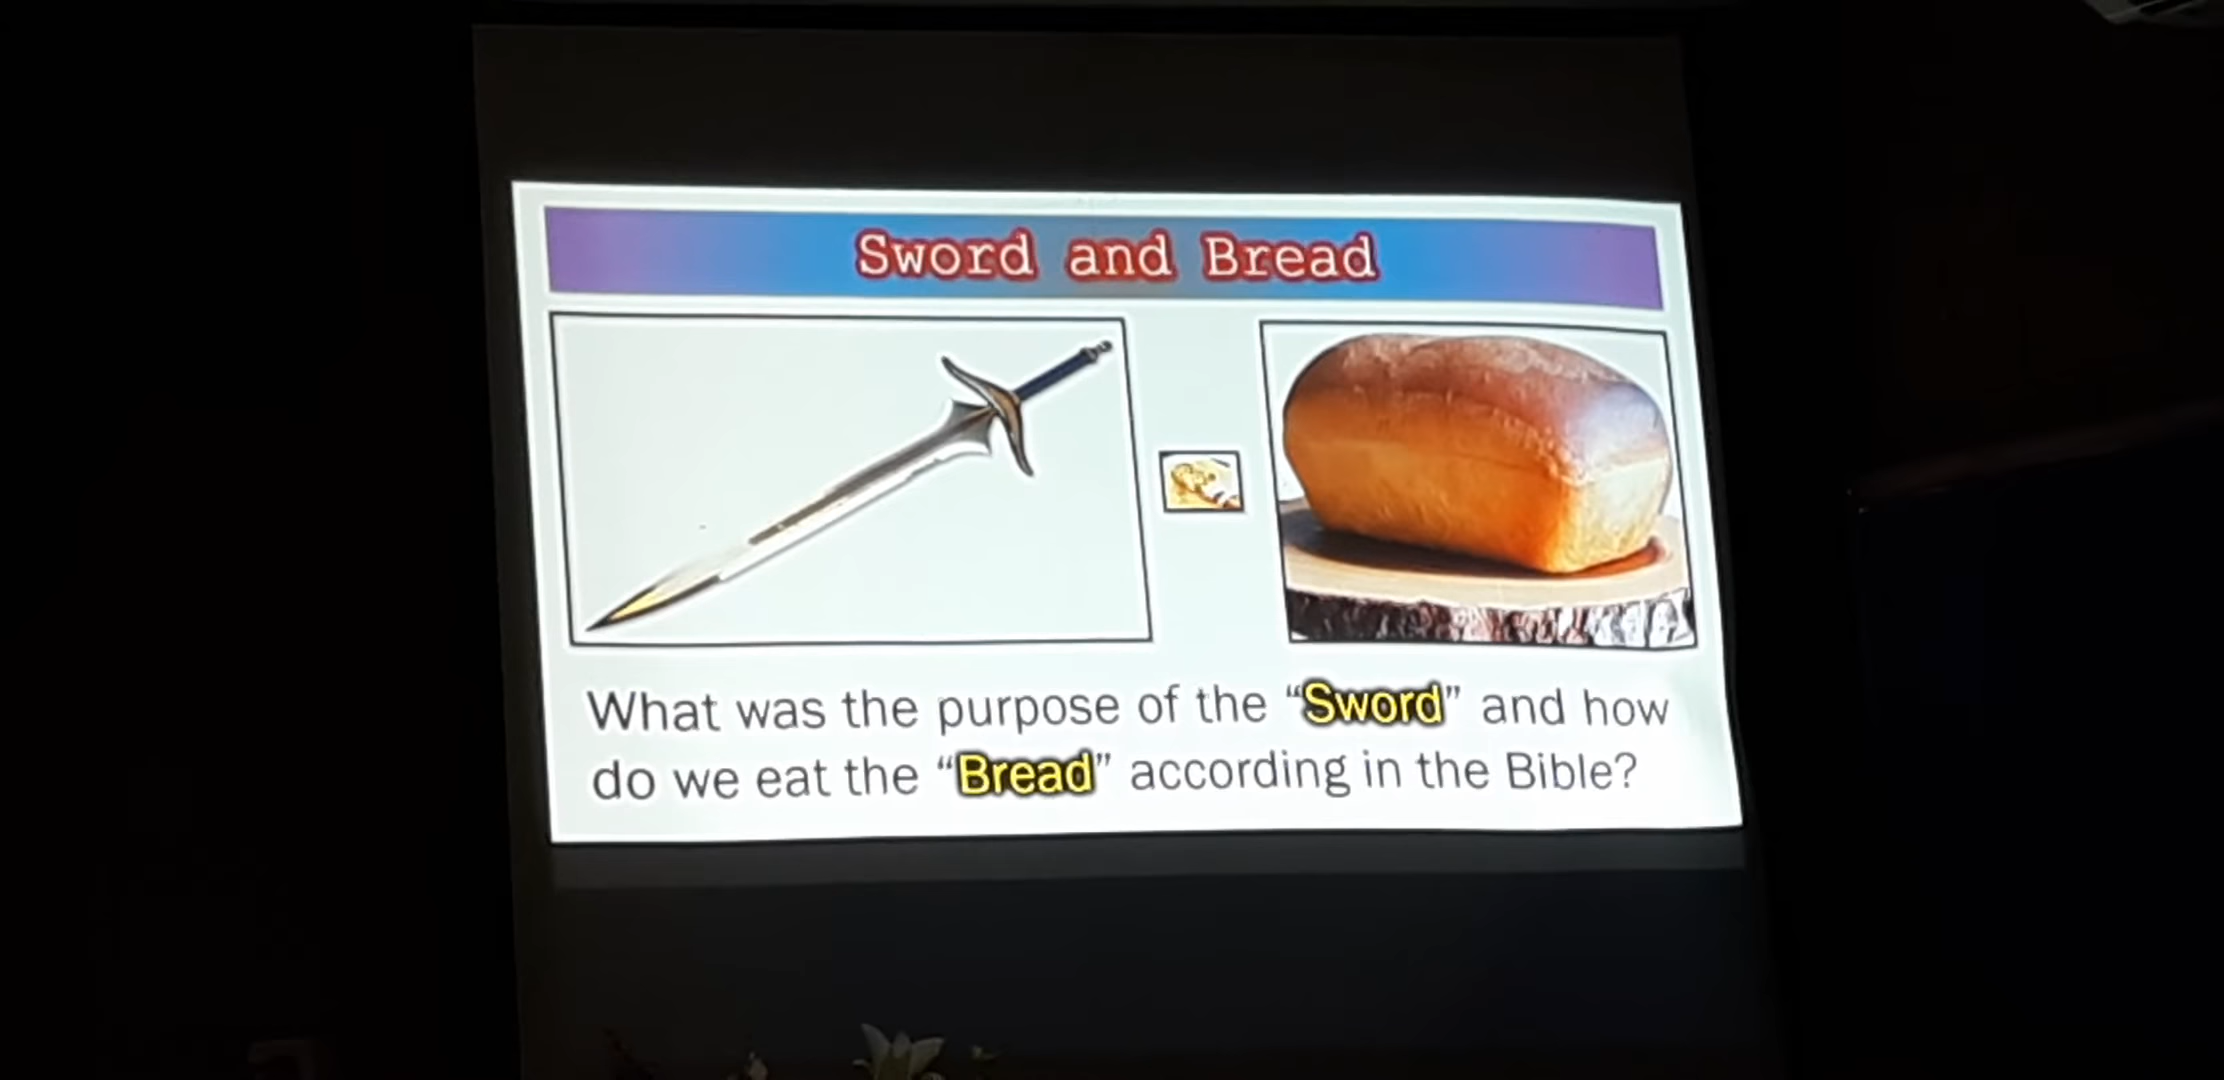 Sword and Bread
What was the purpose of the “Sword” and how
do we eat the “Bread” according in the Bible?